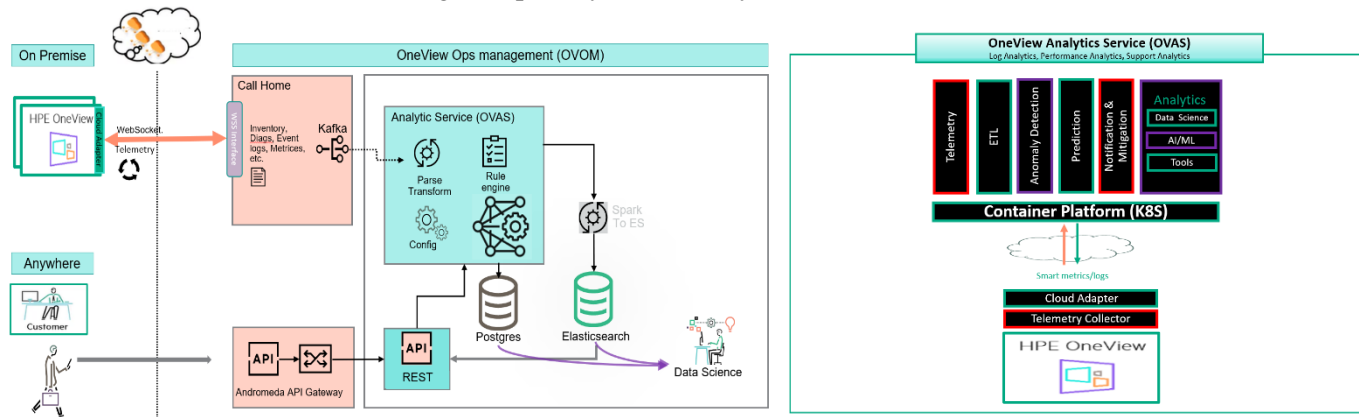 On Premise
HPE OneView
Cloud Adapter
WebSocket.
Telemetry
Anywhere
Customer
OneView Ops management (OVOM)
Call Home
WSS Interface
Inventory,
Diags, Event
logs, Metrices,
etc.
Kafka
Analytic Service (OVAS)
Parse
Transform
Rule
engine
Config
Spark
To ES
Postgres
Elasticsearch
Data Science
API
Andromeda API Gateway
API
REST
OneView Analytics Service (OVAS)
Log Analytics, Performance Analytics, Support Analytics
Telemetry
ETL
Anomaly Detection
Prediction
Notification &
Mitigation
Analytics
Data Science
AI/ML
Tools
Container Platform (K8S)
Smart metrics/logs
Cloud Adapter
Telemetry Collector
HPE OneView